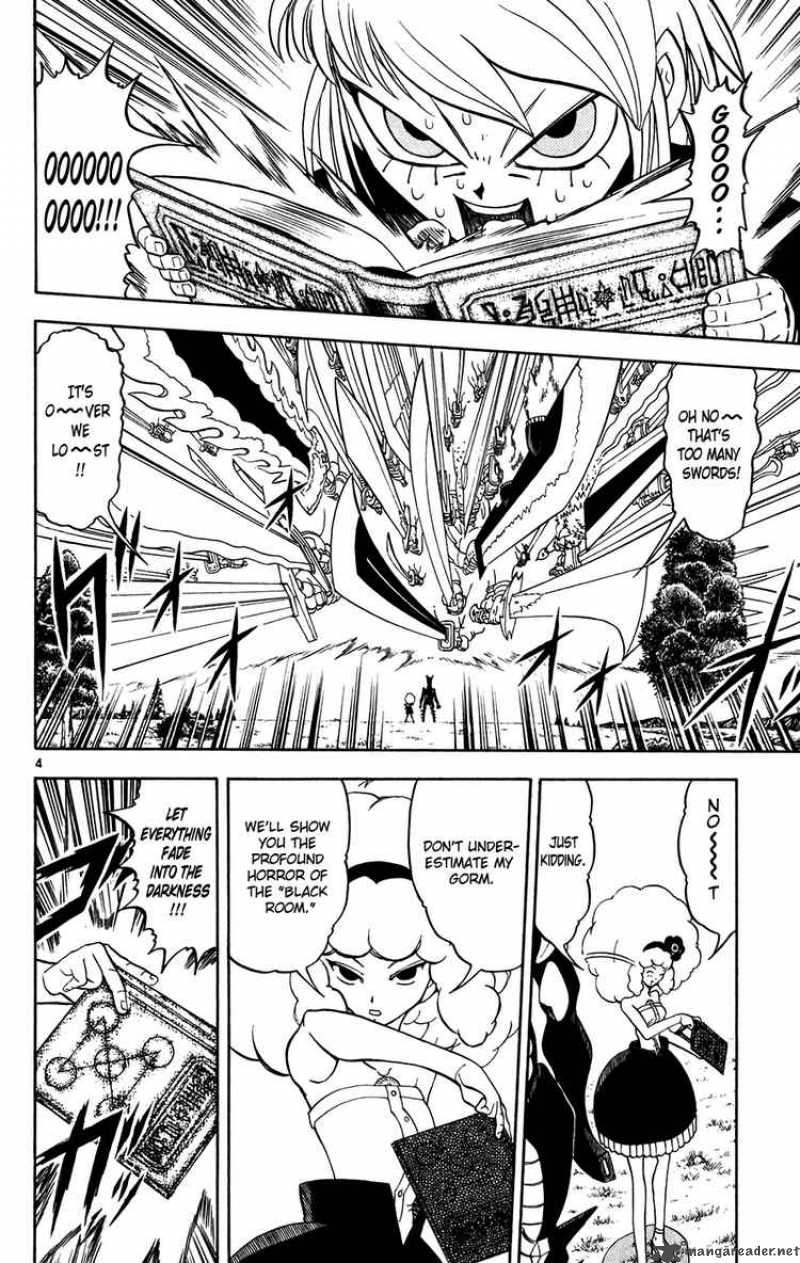 GOOOO...
OOOOOO
OOOO!!!
OH NO~~
THAT'S
TOO MANY
SWORDS!
IT'S
O~~VER
WE
LO~~ST
!!
4
NO~~T
JUST
KIDDING.
DON'T UNDER-
ESTIMATE MY
GORM.
WE'LL SHOW
YOU THE
PROFOUND
HORROR OF
THE "BLACK
ROOM."
LET
EVERYTHING
FADE
INTO THE
DARKNESS
!!!
mangareader.net